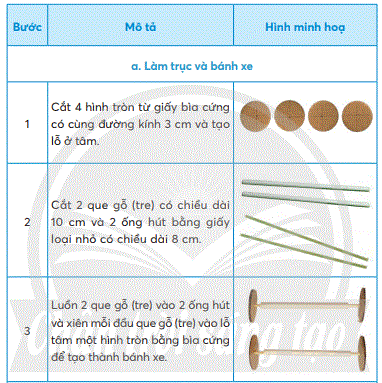 Bước
Mô tả
Hình minh hoạ
a. Làm trục và bánh xe
1
Cắt 4 hình tròn từ giấy bìa cứng
có cùng đường kính 3 cm và tạo
lỗ ở tâm.
2
Cắt 2 que gỗ (tre) có chiều dài
10 cm và 2 ống hút bằng giấy
loại nhỏ có chiều dài 8 cm.
3
Luồn 2 que gỗ (tre) vào 2 ống hút
và xiên mỗi đầu que gỗ (tre) vào lỗ
tâm một hình tròn bằng bìa cứng
để tạo thành bánh xe.